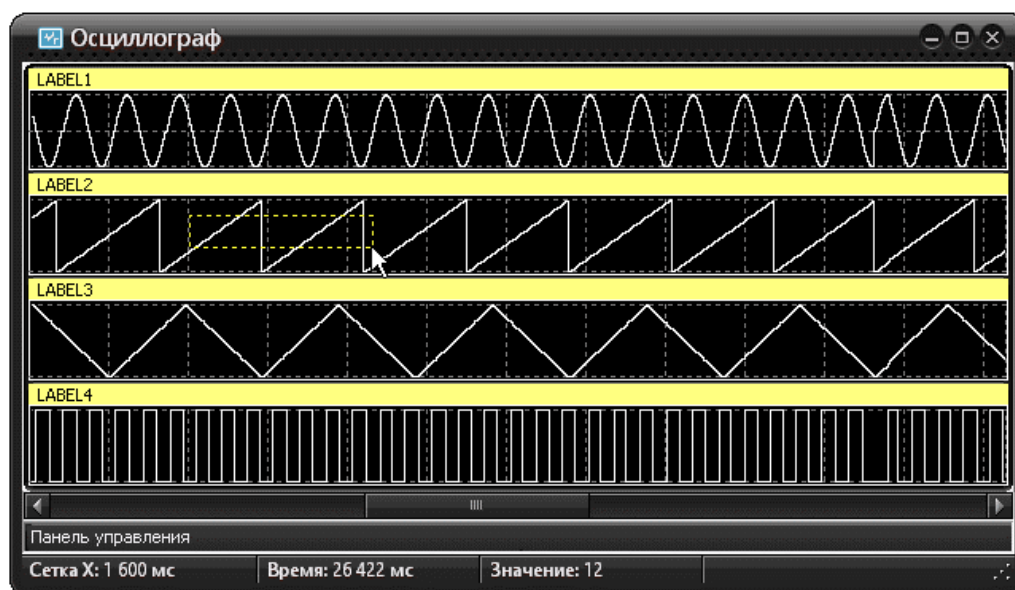 Осциллограф
LABEL1
LABEL2
LABEL3
LABEL4
Панель управления
Сетка X: 1 600 мс Время: 26 422 мс Значение: 12